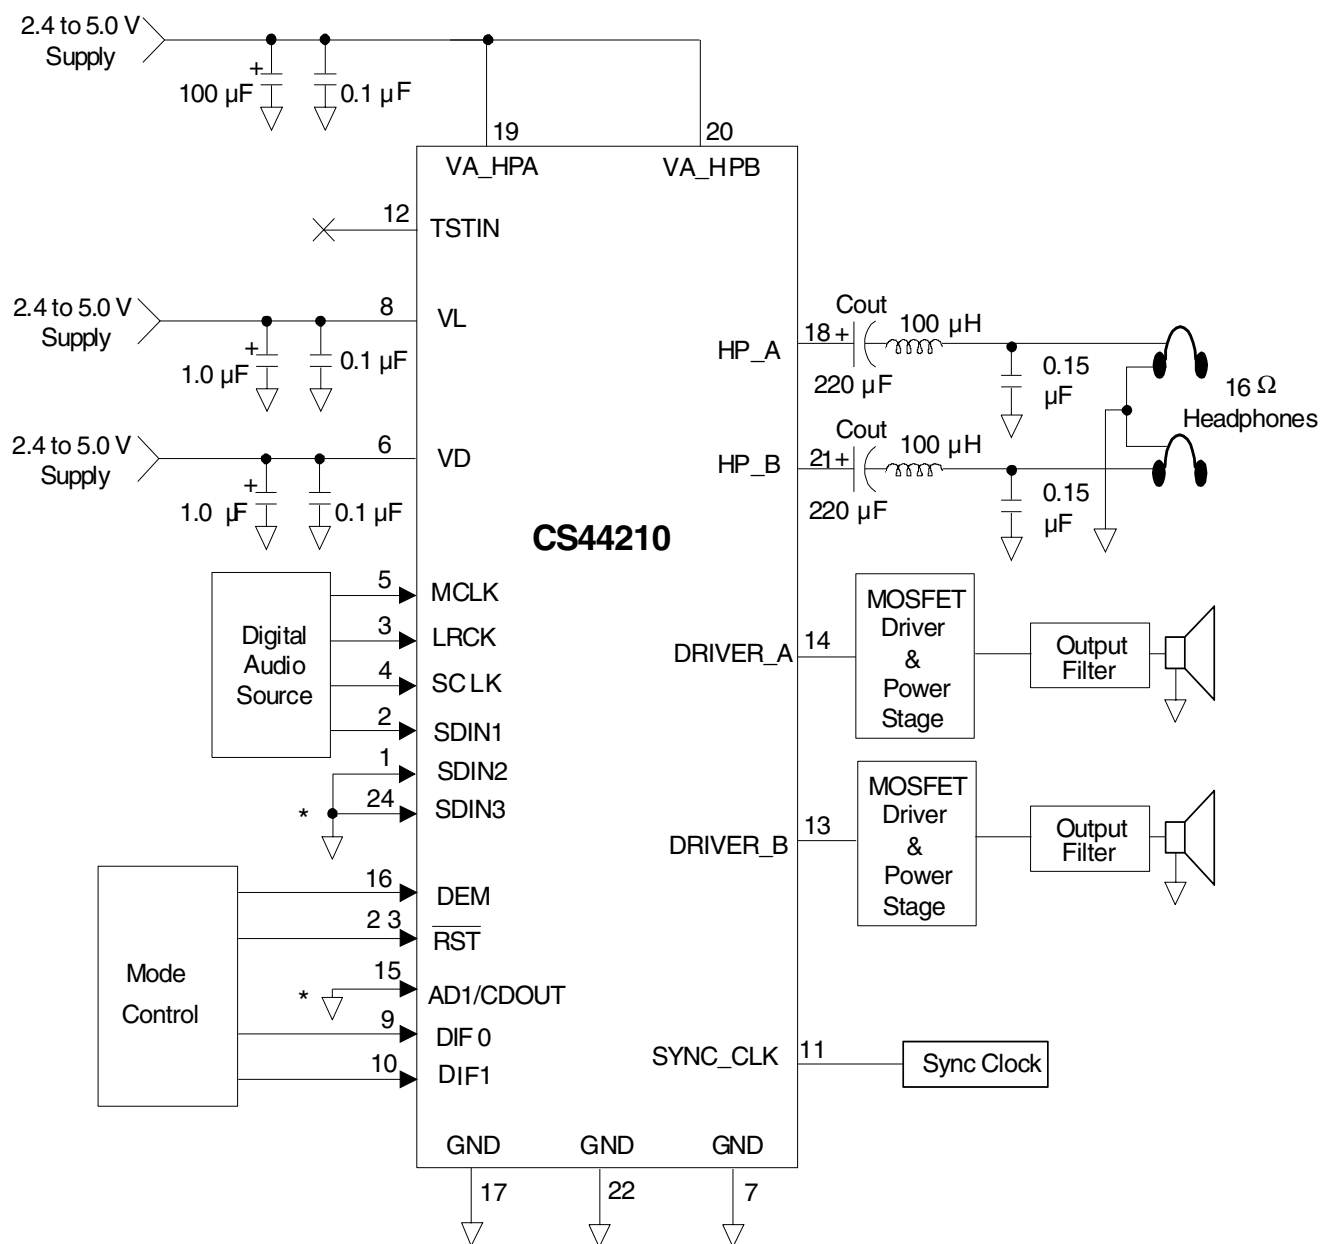 2.4 to 5.0 V
Supply
+
100 µF
0.1 µF
19
20
VA_HPA
VA_HPB
12
TSTIN
2.4 to 5.0 V
Supply
8
VL
+
1.0 µF
0.1 µF
Cout
18
+
100 µH
HP_A
220 µF
0.15
µF
16 Ω
Headphones
2.4 to 5.0 V
Supply
6
VD
+
1.0 µF
0.1 µF
Cout
21
+
100 µH
HP_B
220 µF
0.15
µF
CS44210
Digital
Audio
Source
5
MCLK
3
LRCK
4
SCLK
2
SDIN1
1
SDIN2
*
24
SDIN3
DRIVER_A
14
MOSFET
Driver
&
Power
Stage
Output
Filter
DRIVER_B
13
MOSFET
Driver
&
Power
Stage
Output
Filter
Mode
Control
16
DEM
2 3
RST
*
15
AD1/CDOUT
9
DIF0
10
DIF1
SYNC_CLK
11
Sync Clock
GND
GND
GND
17
22
7